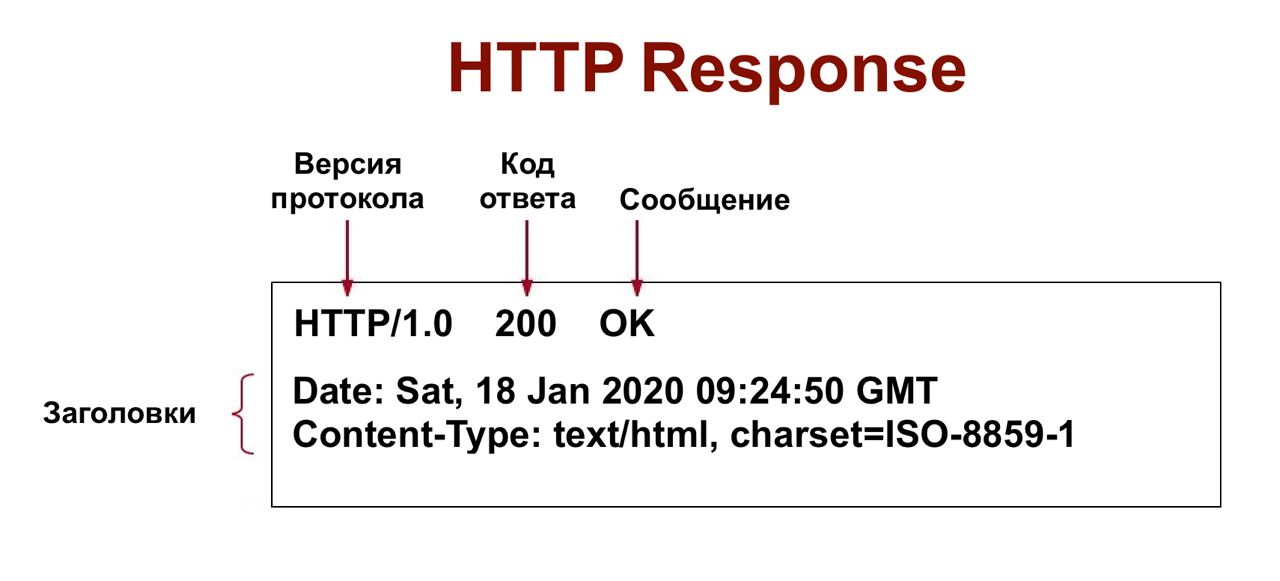 HTTP Response
Версия
протокола
Код
ответа
Сообщение
HTTP/1.0 200 OK
Заголовки
Date: Sat, 18 Jan 2020 09:24:50 GMT
Content-Type: text/html, charset=ISO-8859-1